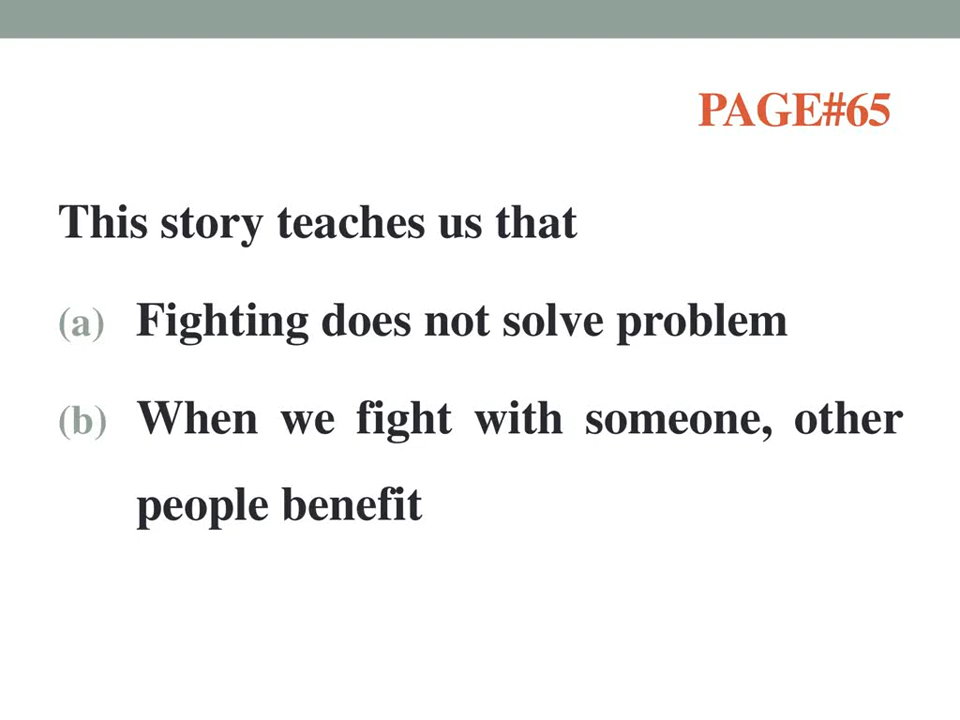 PAGE#65
This story teaches us that
(a) Fighting does not solve problem
(b) When we fight with someone, other
people benefit